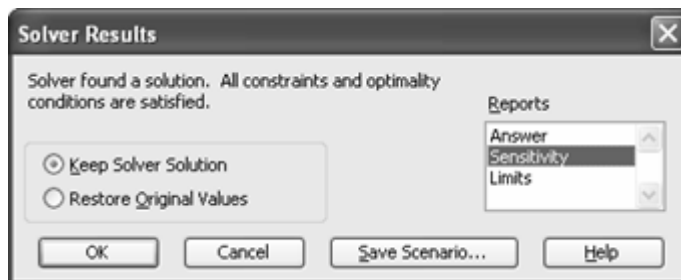 Solver Results
Solver found a solution. All constraints and optimality
conditions are satisfied.
Reports
Answer
Sensitivity
Limits
Keep Solver Solution
Restore Original Values
OK
Cancel
Save Scenario...
Help